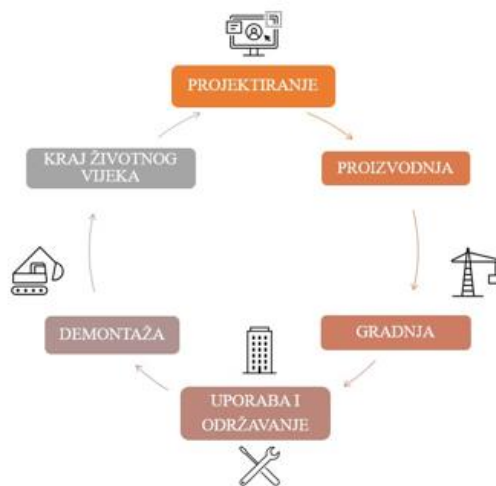 PROJEKTIRANJE
PROIZVODNJA
GRADNJA
UPORABA I
ODRŽAVANJE
DEMONTAŽA
KRAJ ŽIVOTNOG
VIJEKA